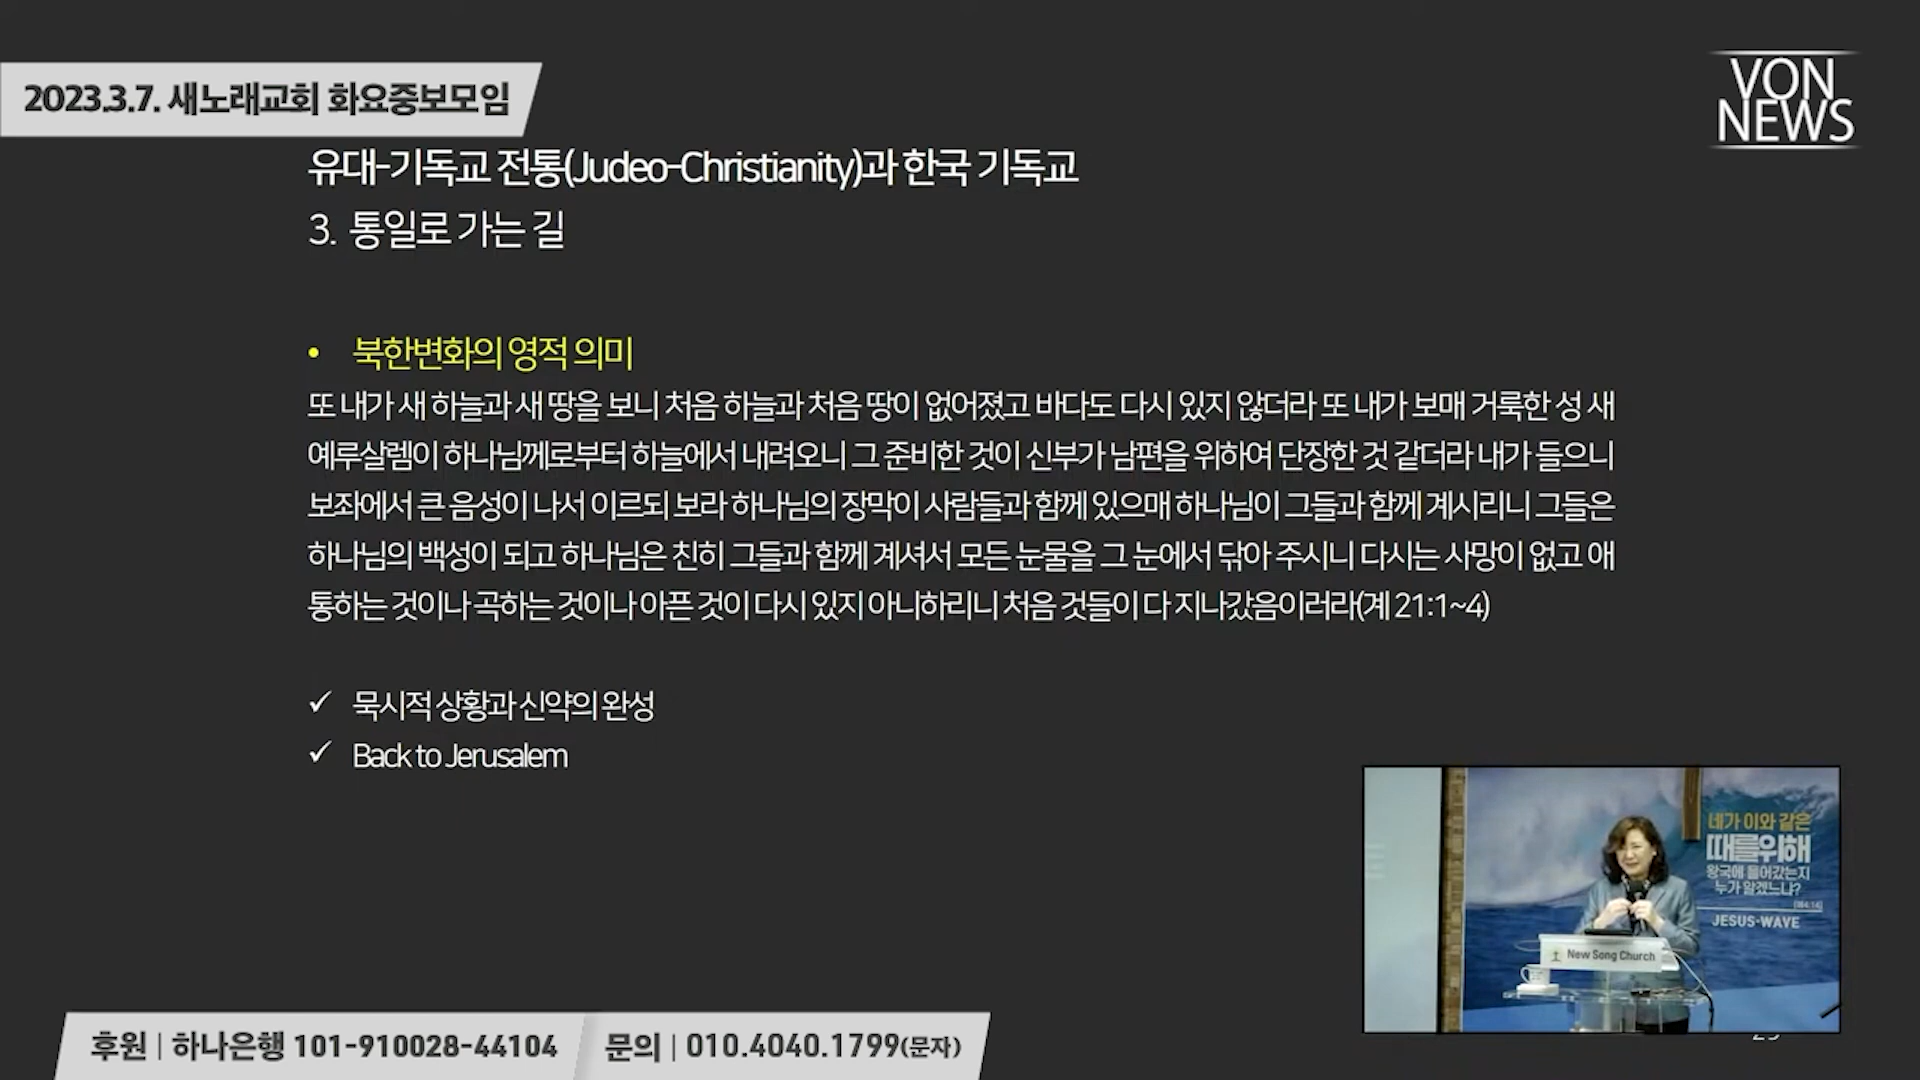 2023.3.7. 새노래교회 화요중보모임
VON
NEWS
유대-기독교 전통(Judeo-Christianity)과 한국 기독교
3. 통일로 가는 길
• 북한변화의 영적 의미
또 내가 새 하늘과 새 땅을 보니 처음 하늘과 처음 땅이 없어졌고 바다도 다시 있지 않더라 또 내가 보매 거룩한 성 새
예루살렘이 하나님께로부터 하늘에서 내려오니 그 준비한 것이 신부가 남편을 위하여 단장한 것 같더라 내가 들으니
보좌에서 큰 음성이 나서 이르되 보라 하나님의 장막이 사람들과 함께 있으매 하나님이 그들과 함께 계시리니 그들은
하나님의 백성이 되고 하나님은 친히 그들과 함께 계셔서 모든 눈물을 그 눈에서 닦아 주시니 다시는 사망이 없고 애
통하는 것이나 곡하는 것이나 아픈 것이 다시 있지 아니하리니 처음 것들이 다 지나갔음이러라(계 21:1~4)
✓ 묵시적 상황과 신약의 완성
✓ Back to Jerusalem
네가 이와 같은
때를위해
왕국에 들어갔는지
누가 알겠느냐?
JESUS·WAVE
New Song Church
후원 | 하나은행 101-910028-44104
문의 | 010.4040.1799(문자)